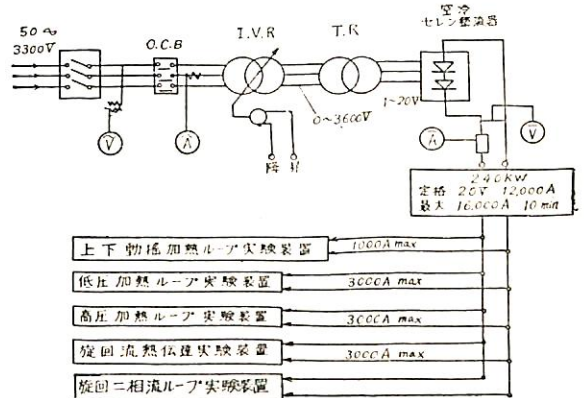 50~
3300V
O.C.B
I.V.R
T.R
空冷
セレン整流器
0~3600V
1~20V
V
A
A
V
降 昇
240KW
定格 20V 12,000A
最大 16,000A 10min
上下動揺加熱ループ実験装置
1000A max
低圧加熱ループ実験装置
3000A max
高圧加熱ループ実験装置
3000A max
旋回流熱伝達実験装置
3000A max
旋回二相流ループ実験装置